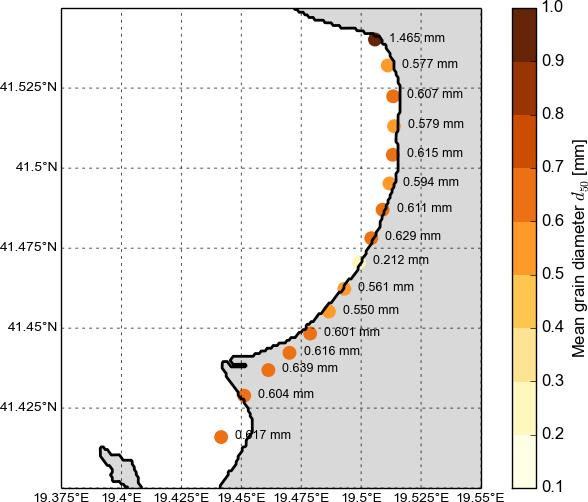 1.465 mm
0.577 mm
0.607 mm
0.579 mm
0.615 mm
0.594 mm
0.611 mm
0.629 mm
0.212 mm
0.561 mm
0.550 mm
0.601 mm
0.616 mm
0.639 mm
0.604 mm
0.617 mm
41.525°N
41.5°N
41.475°N
41.45°N
41.425°N
19.375°E 19.4°E 19.425°E 19.45°E 19.475°E 19.5°E 19.525°E 19.55°E
1.0
0.9
0.8
0.7
0.6
0.5
0.4
0.3
0.2
0.1
Mean grain diameter d50 [mm]